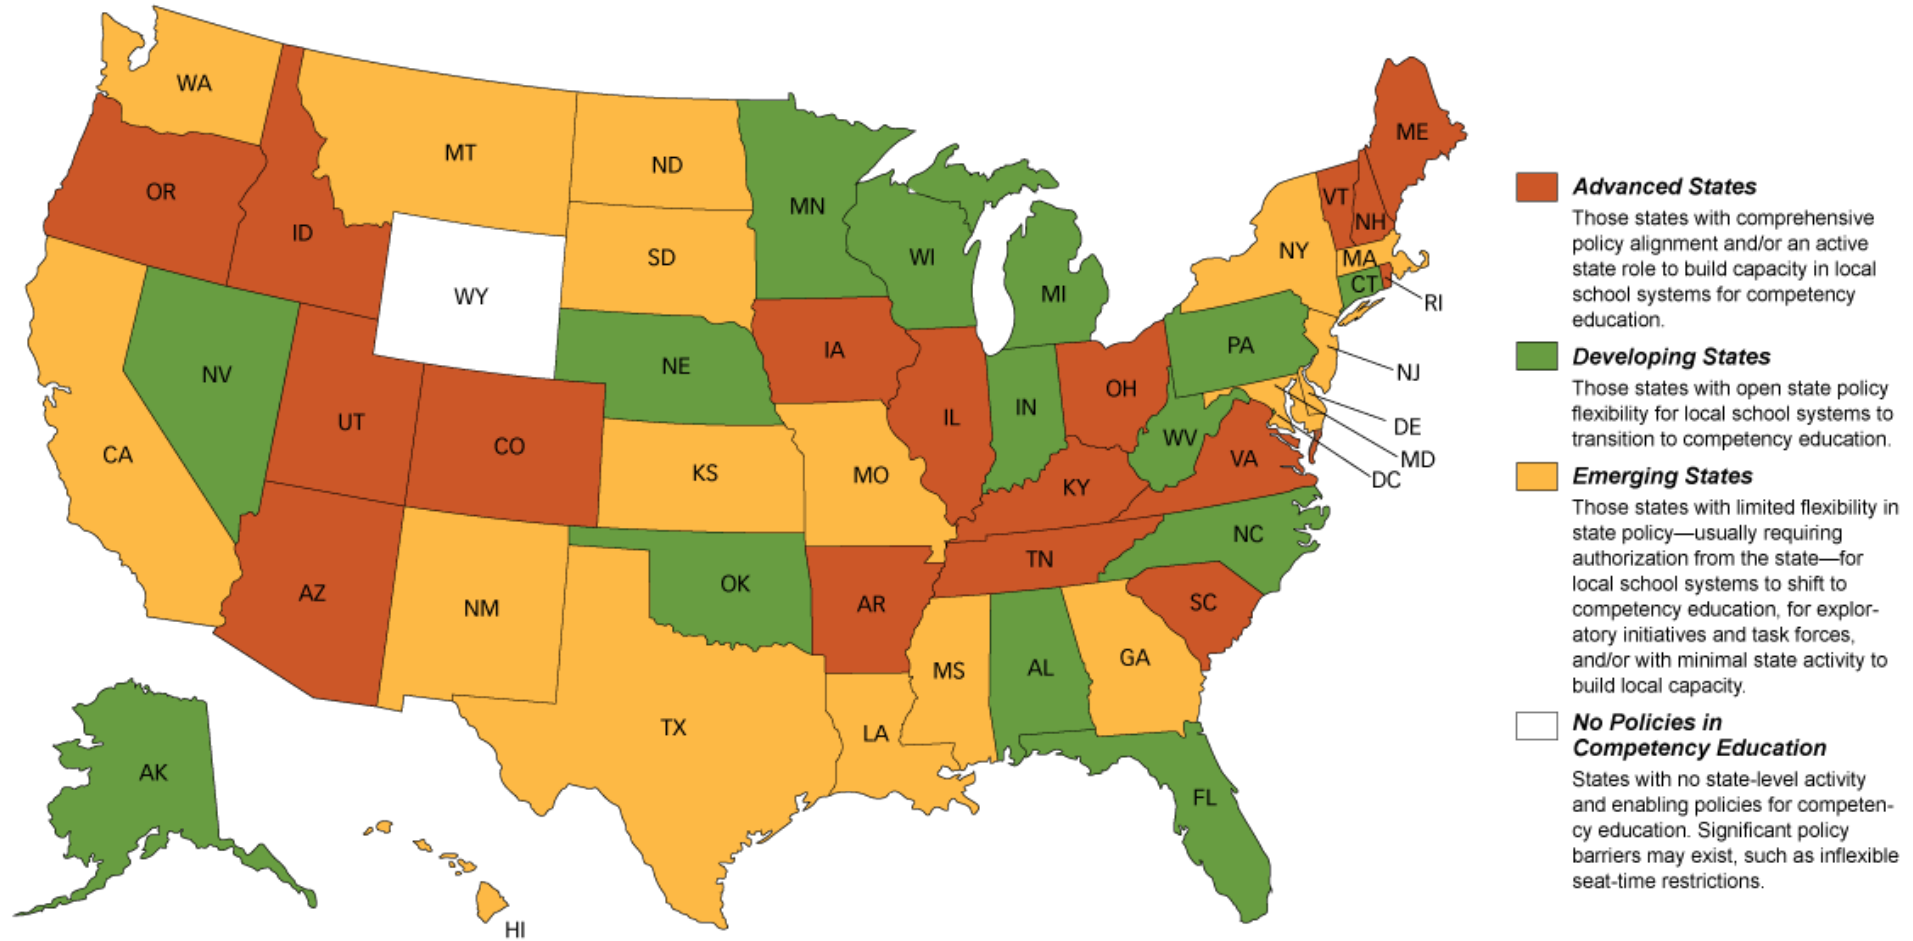 WA
MT
ND
MN
ME
OR
ID
VT
NH
WI
NY
MA
SD
MI
CT
RI
WY
IA
PA
NE
NJ
NV
OH
IL
IN
DE
UT
CO
WV
VA
MD
CA
KS
MO
DC
KY
NC
TN
OK
AZ
NM
AR
SC
MS
AL
GA
TX
LA
AK
FL
HI
Advanced States
Those states with comprehensive
policy alignment and/or an active
state role to build capacity in local
school systems for competency
education.
Developing States
Those states with open state policy
flexibility for local school systems to
transition to competency education.
Emerging States
Those states with limited flexibility in
state policy—usually requiring
authorization from the state—for
local school systems to shift to
competency education, for explor-
atory initiatives and task forces,
and/or with minimal state activity to
build local capacity.
No Policies in
Competency Education
States with no state-level activity
and enabling policies for competen-
cy education. Significant policy
barriers may exist, such as inflexible
seat-time restrictions.